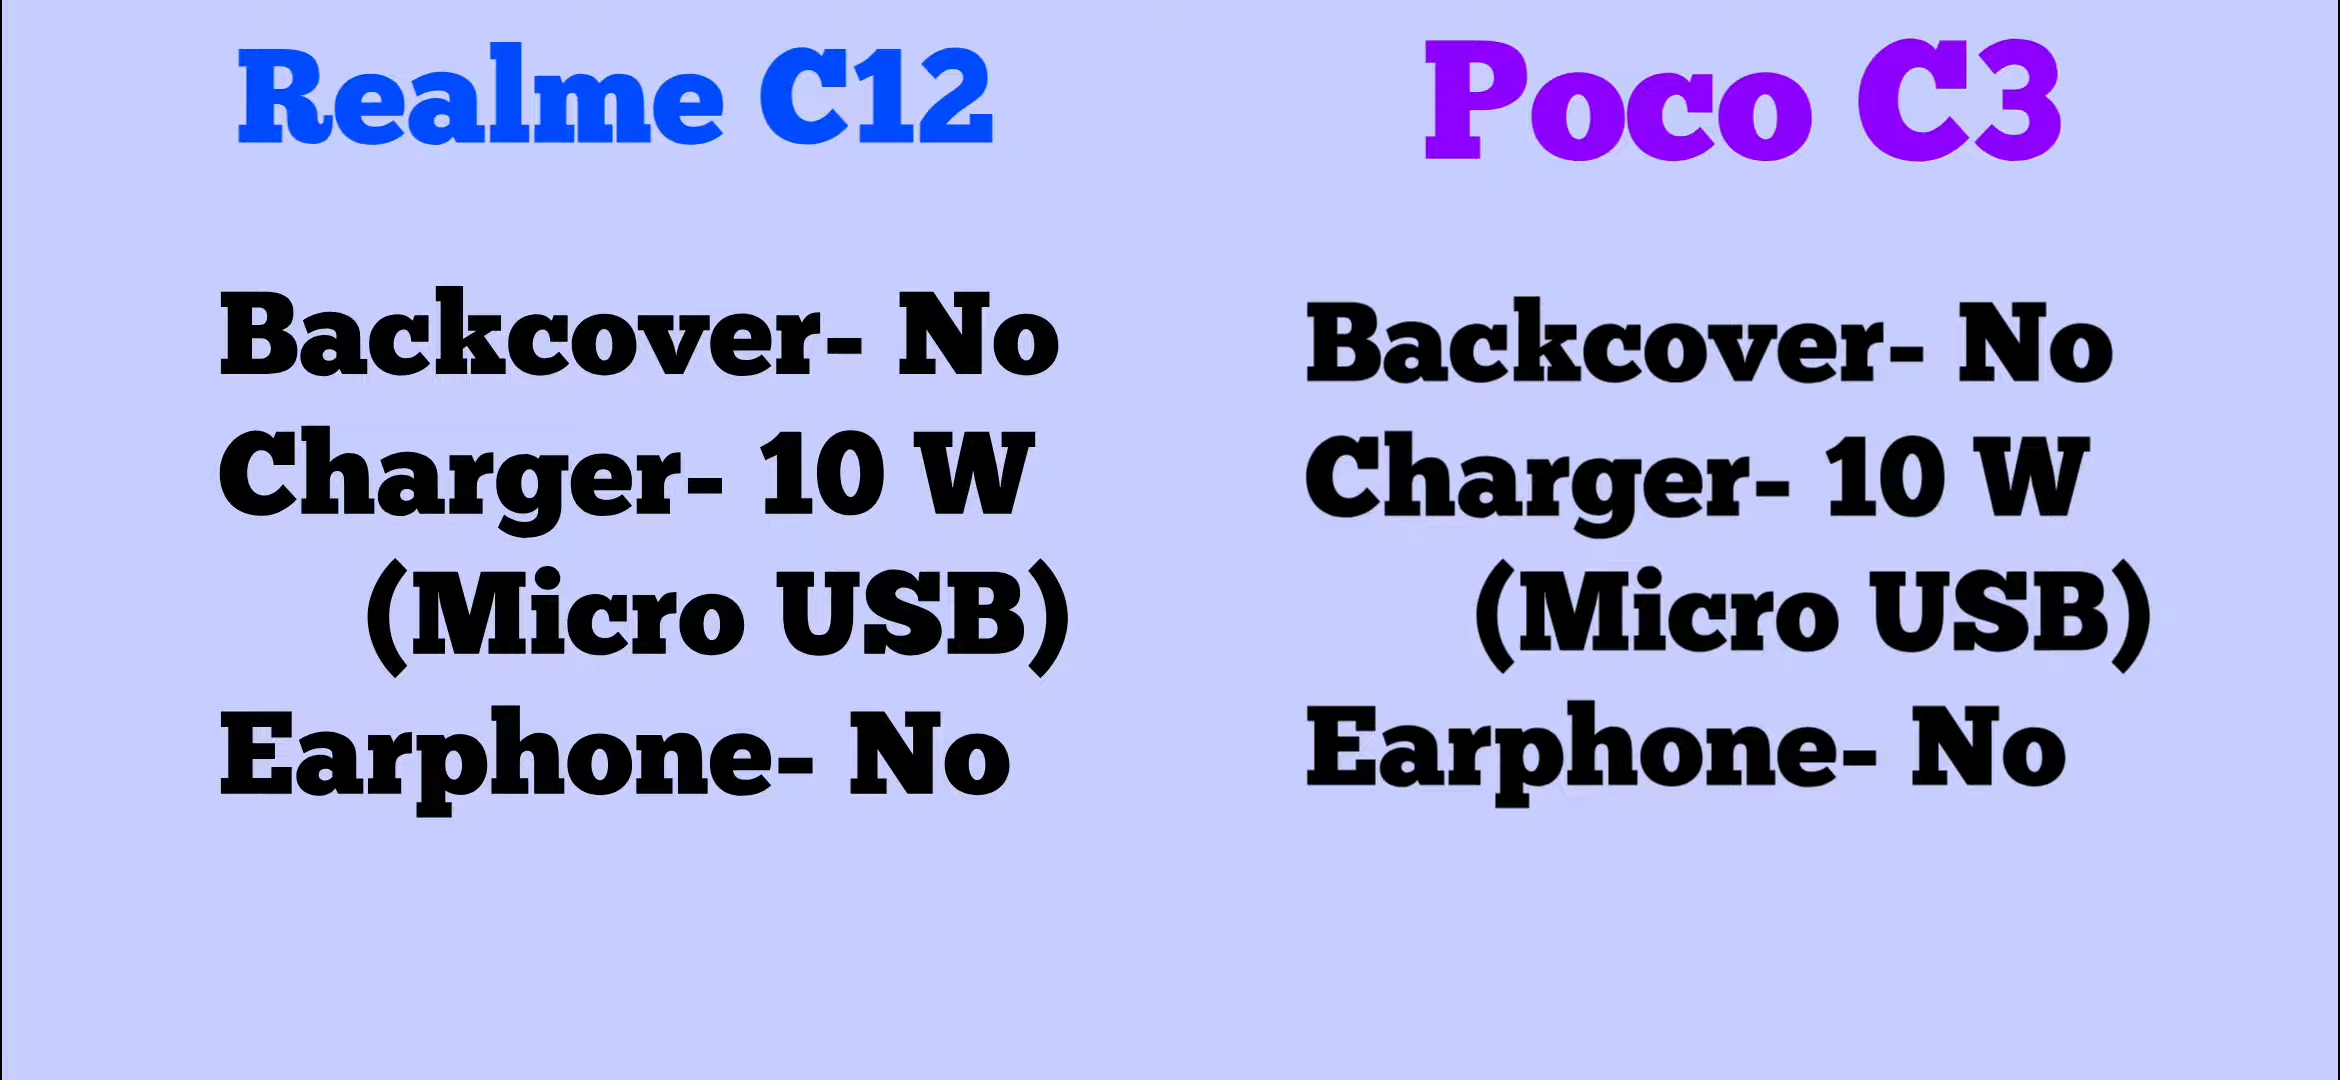 Realme C12
Backcover- No
Charger- 10 W
(Micro USB)
Earphone- No
Poco C3
Backcover- No
Charger- 10 W
(Micro USB)
Earphone- No